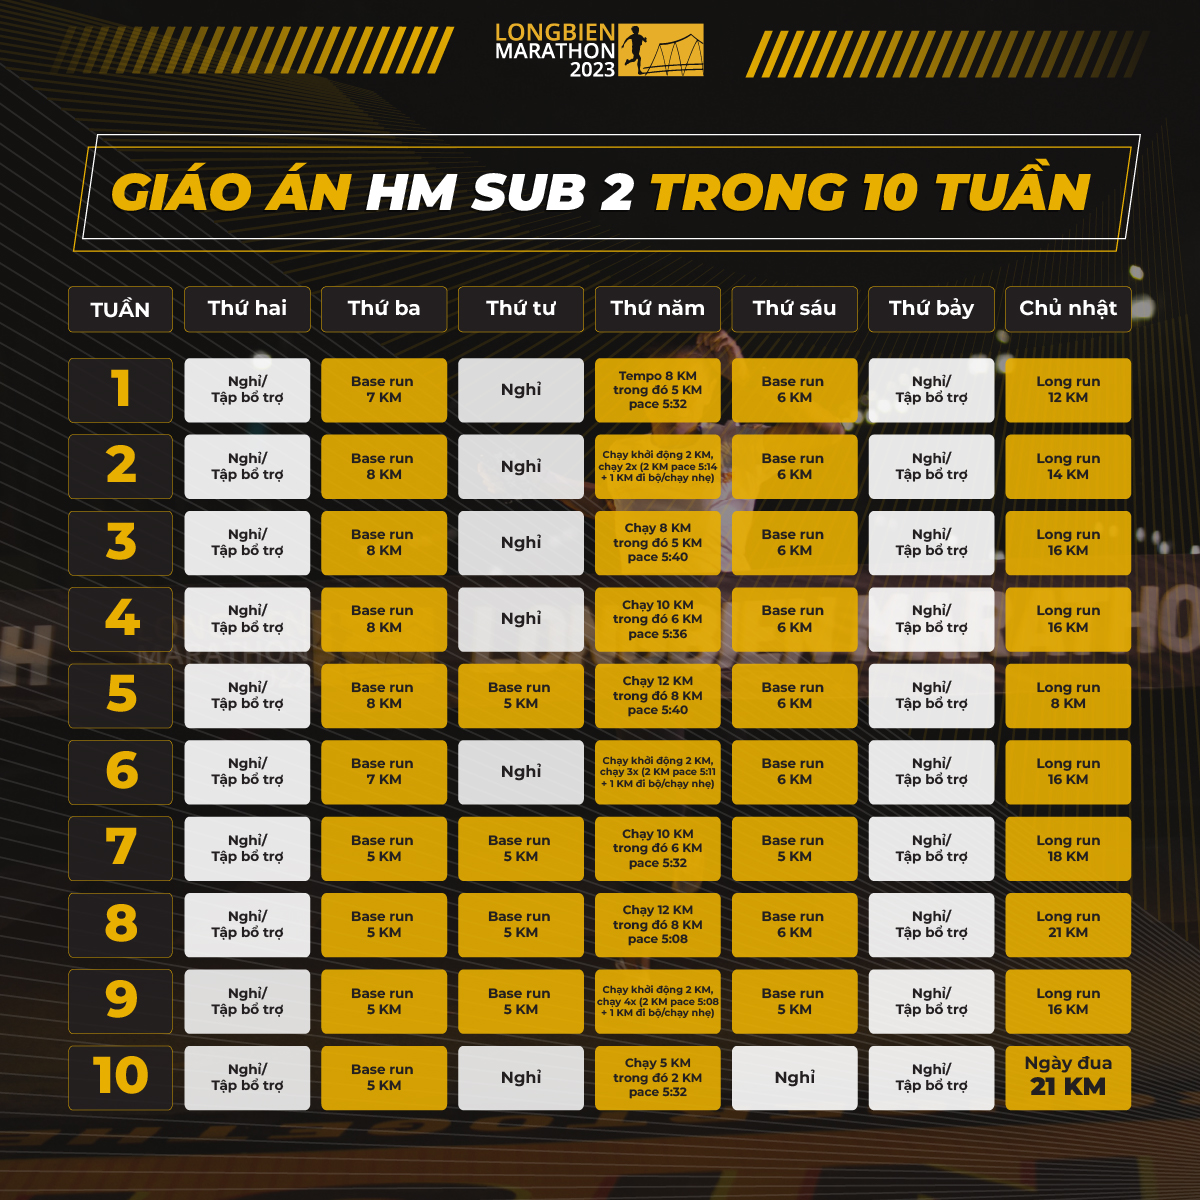 LONGBIEN
MARATHON
2023
GIÁO ÁN HM SUB 2 TRONG 10 TUẦN
TUẦN
Thứ hai
Thứ ba
Thứ tư
Thứ năm
Thứ sáu
Thứ bảy
Chủ nhật
1
Nghỉ/
Tập bổ trợ
Base run
7 KM
Nghỉ
Tempo 8 KM
trong đó 5 KM
pace 5:32
Base run
6 KM
Nghỉ/
Tập bổ trợ
Long run
12 KM
2
Nghỉ/
Tập bổ trợ
Base run
8 KM
Nghỉ
Chạy khởi động 2 KM,
chạy 2x (2 KM pace 5:14
+ 1 KM đi bộ/chạy nhẹ)
Base run
6 KM
Nghỉ/
Tập bổ trợ
Long run
14 KM
3
Nghỉ/
Tập bổ trợ
Base run
8 KM
Nghỉ
Chạy 8 KM
trong đó 5 KM
pace 5:40
Base run
6 KM
Nghỉ/
Tập bổ trợ
Long run
16 KM
4
Nghỉ/
Tập bổ trợ
Base run
8 KM
Nghỉ
Chạy 10 KM
trong đó 6 KM
pace 5:36
Base run
6 KM
Nghỉ/
Tập bổ trợ
Long run
16 KM
5
Nghỉ/
Tập bổ trợ
Base run
8 KM
Base run
5 KM
Chạy 12 KM
trong đó 8 KM
pace 5:40
Base run
6 KM
Nghỉ/
Tập bổ trợ
Long run
8 KM
6
Nghỉ/
Tập bổ trợ
Base run
7 KM
Nghỉ
Chạy khởi động 2 KM,
chạy 3x (2 KM pace 5:11
+ 1 KM đi bộ/chạy nhẹ)
Base run
6 KM
Nghỉ/
Tập bổ trợ
Long run
16 KM
7
Nghỉ/
Tập bổ trợ
Base run
5 KM
Base run
5 KM
Chạy 10 KM
trong đó 6 KM
pace 5:32
Base run
5 KM
Nghỉ/
Tập bổ trợ
Long run
18 KM
8
Nghỉ/
Tập bổ trợ
Base run
5 KM
Base run
5 KM
Chạy 12 KM
trong đó 8 KM
pace 5:08
Base run
6 KM
Nghỉ/
Tập bổ trợ
Long run
21 KM
9
Nghỉ/
Tập bổ trợ
Base run
5 KM
Base run
5 KM
Chạy khởi động 2 KM,
chạy 4x (2 KM pace 5:08
+ 1 KM đi bộ/chạy nhẹ)
Base run
5 KM
Nghỉ/
Tập bổ trợ
Long run
16 KM
10
Nghỉ/
Tập bổ trợ
Base run
5 KM
Nghỉ
Chạy 5 KM
trong đó 2 KM
pace 5:32
Nghỉ
Nghỉ/
Tập bổ trợ
Ngày đua
21 KM